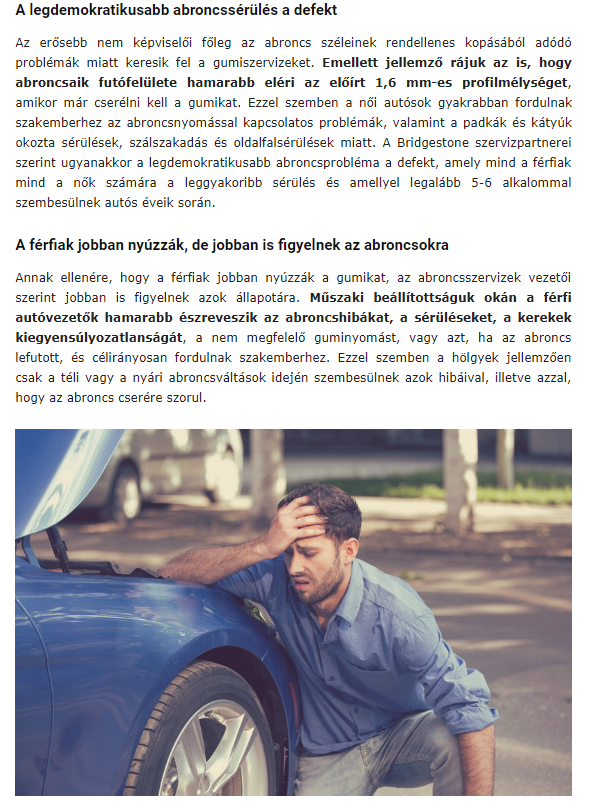 A legdemokratikusabb abroncssérülés a defekt
Az erősebb nem képviselői főleg az abroncs széleinek rendellenes kopásából adódó
problémák miatt keresik fel a gumiszervizeket. Emellett jellemző rájuk az is, hogy
abroncsaik futófelülete hamarabb eléri az előírt 1,6 mm-es profilmélységet,
amikor már cserélni kell a gumikat. Ezzel szemben a női autósok gyakrabban fordulnak
szakemberhez az abroncsnyomással kapcsolatos problémák, valamint a padkák és kátyúk
okozta sérülések, szálszakadás és oldalfalsérülések miatt. A Bridgestone szervizpartnerei
szerint ugyanakkor a legdemokratikusabb abroncsprobléma a defekt, amely mind a férfiak
mind a nők számára a leggyakoribb sérülés és amellyel legalább 5-6 alkalommal
szembesülnek autós éveik során.
A férfiak jobban nyúzzák, de jobban is figyelnek az abroncsokra
Annak ellenére, hogy a férfiak jobban nyúzzák a gumikat, az abroncsszervizek vezetői
szerint jobban is figyelnek azok állapotára. Műszaki beállítottságuk okán a férfi
autóvezetők hamarabb észreveszik az abroncshibákat, a sérüléseket, a kerekek
kiegyensúlyozatlanságát, a nem megfelelő guminyomást, vagy azt, ha az abroncs
lefutott, és célirányosan fordulnak szakemberhez. Ezzel szemben a hölgyek jellemzően
csak a téli vagy a nyári abroncsváltások idején szembesülnek azok hibáival, illetve azzal,
hogy az abroncs cserére szorul.